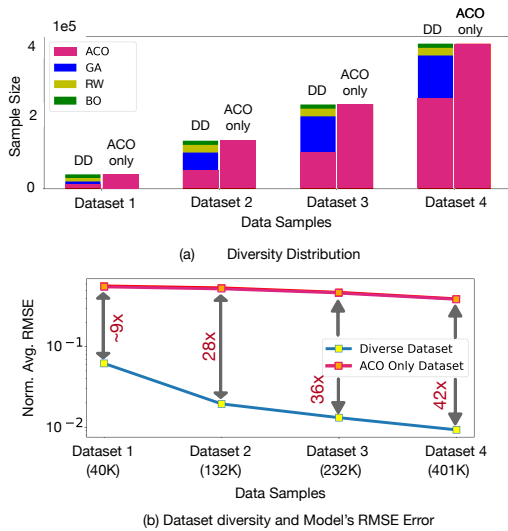 1e5
4
2
0
Sample Size
ACO
GA
RW
BO
DD
ACO
only
DD
ACO
only
DD
ACO
only
DD
ACO
only
Dataset 1
Dataset 2
Dataset 3
Dataset 4
Data Samples
(a) Diversity Distribution
Norm. Avg. RMSE
10⁻¹
10⁻²
~9x
28x
36x
42x
Diverse Dataset
ACO Only Dataset
Dataset 1
(40K)
Dataset 2
(132K)
Dataset 3
(232K)
Dataset 4
(401K)
Data Samples
(b) Dataset diversity and Model's RMSE Error